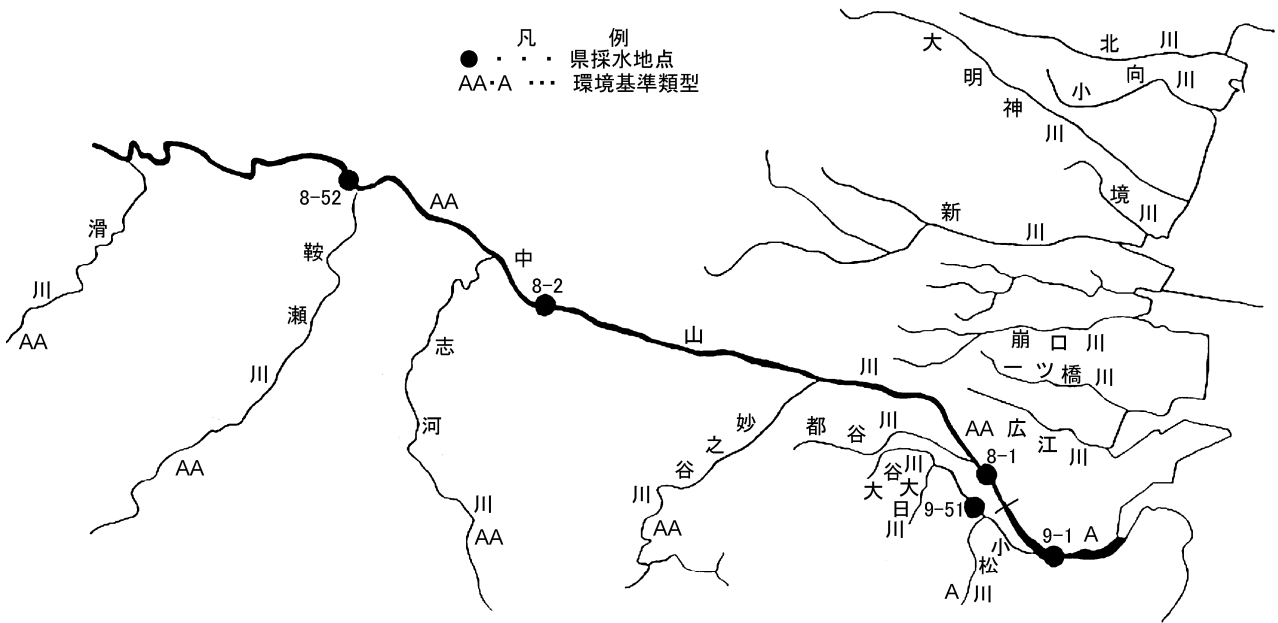 凡　例
●・・・県採水地点
AA・A ･･･ 環境基準類型
北川
小向川
大明神川
境川
新川
崩口川
一ツ橋川
広江川
中山川
AA
AA
A
滑川
AA
鞍瀬川
AA
志河川
AA
妙之谷川
AA
都谷川
大谷川
大日川
小松川
A
8-52
8-2
8-1
9-51
9-1